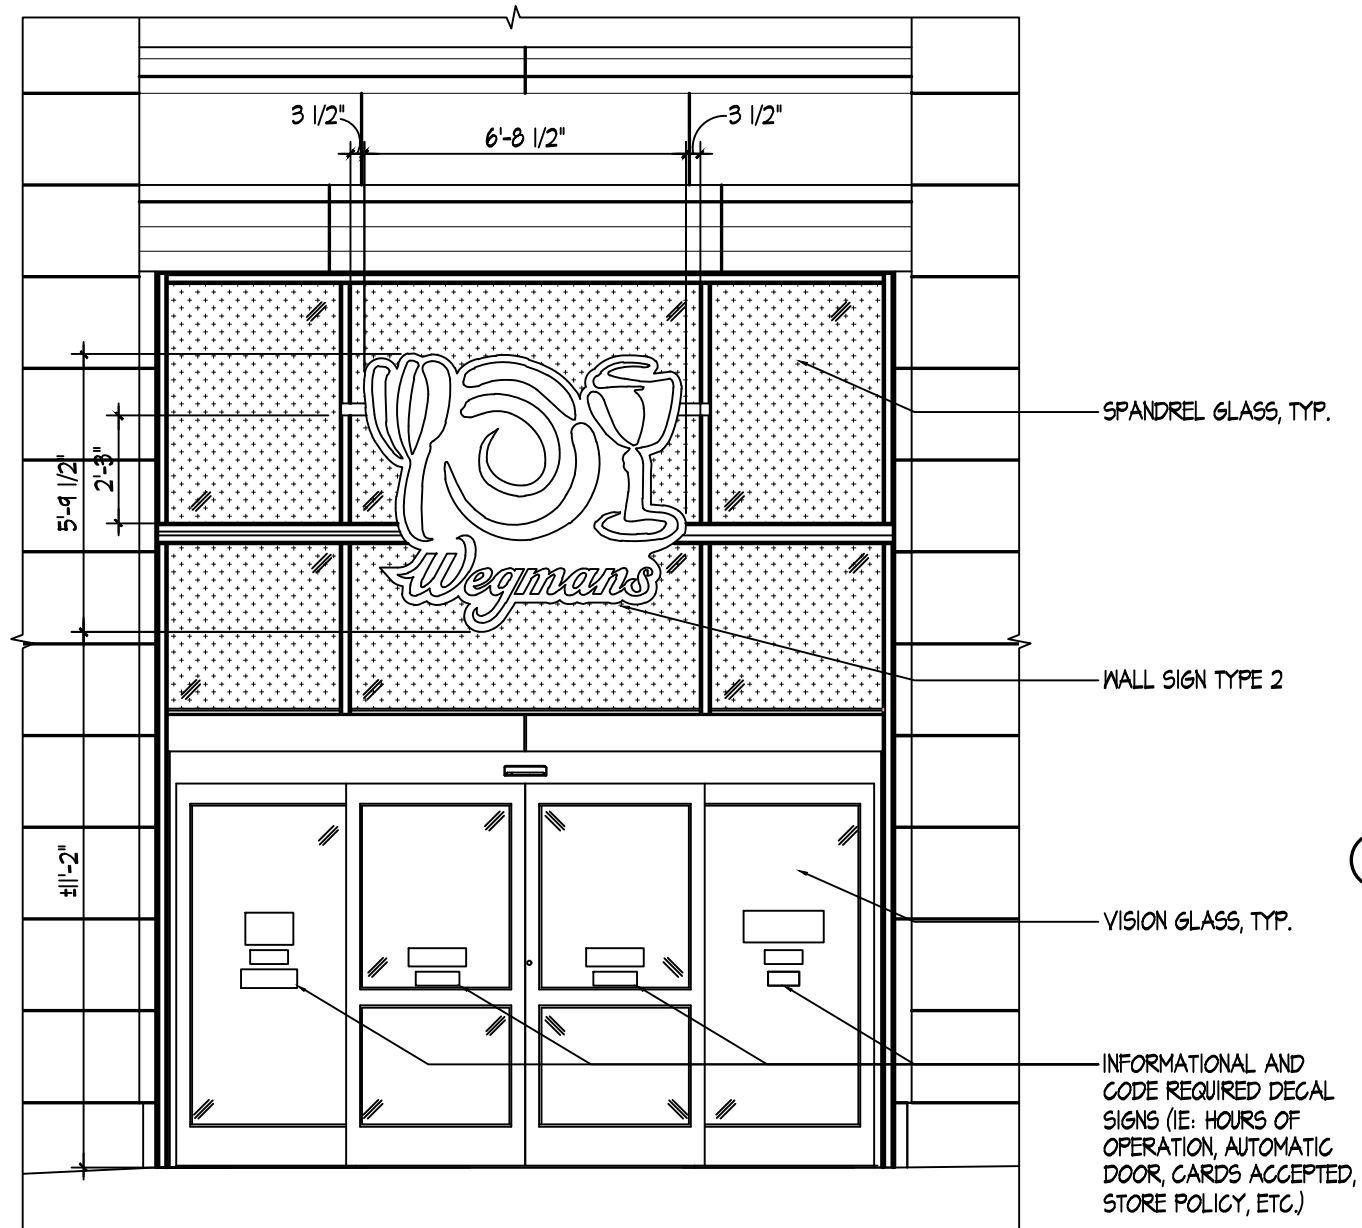 3 1/2"
6'-8 1/2"
3 1/2"
SPANDREL GLASS, TYP.
5'-9 1/2"
2'-3"
Wegmans
WALL SIGN TYPE 2
±11'-2"
VISION GLASS, TYP.
INFORMATIONAL AND
CODE REQUIRED DECAL
SIGNS (IE: HOURS OF
OPERATION, AUTOMATIC
DOOR, CARDS ACCEPTED,
STORE POLICY, ETC.)